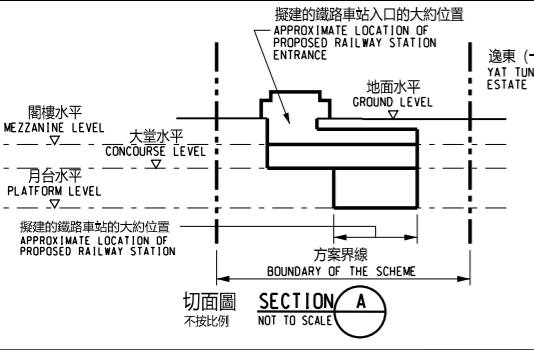 擬建的鐵路車站入口的大約位置
APPROXIMATE LOCATION OF
PROPOSED RAILWAY STATION
ENTRANCE
逸東 (一
YAT TUN
ESTATE
地面水平
GROUND LEVEL
閣樓水平
MEZZANINE LEVEL
大堂水平
CONCOURSE LEVEL
月台水平
PLATFORM LEVEL
擬建的鐵路車站的大約位置
APPROXIMATE LOCATION OF
PROPOSED RAILWAY STATION
方案界線
BOUNDARY OF THE SCHEME
切面圖 SECTION A
不按比例 NOT TO SCALE